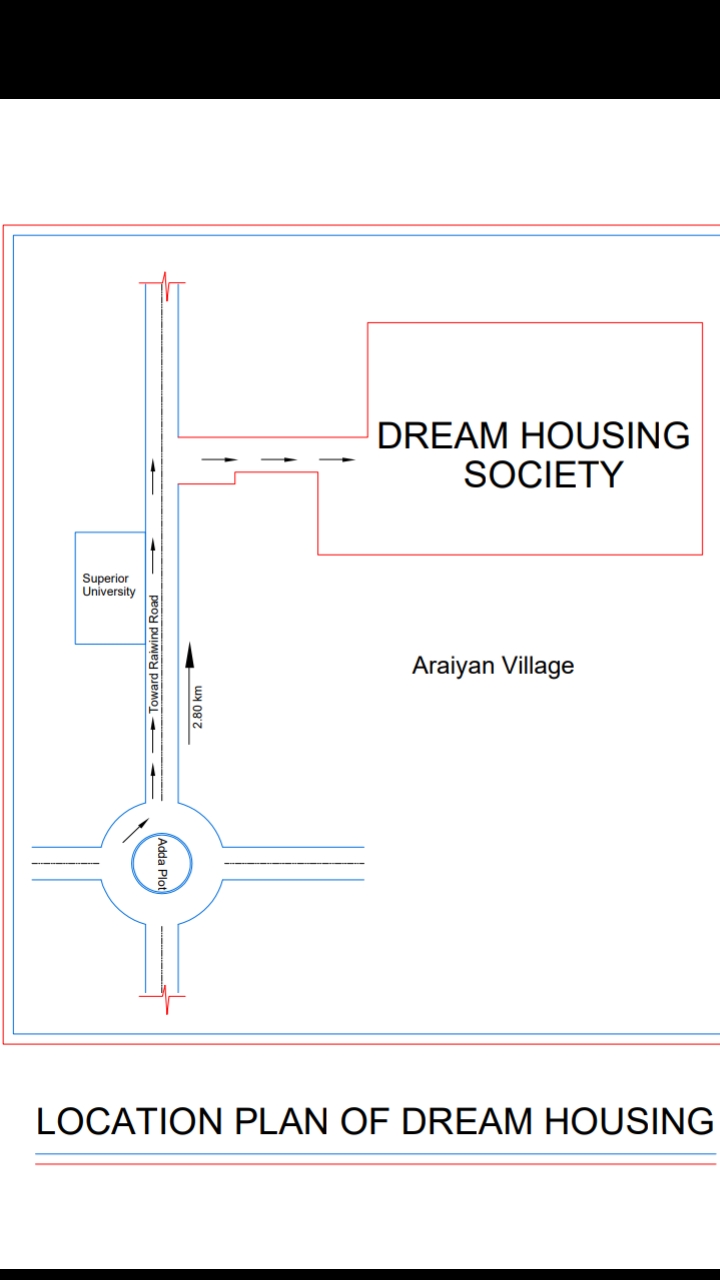 DREAM HOUSING
SOCIETY
Superior
University
Toward Raiwind Road
2.80 km
Araiyan Village
Adda Plot
LOCATION PLAN OF DREAM HOUSING